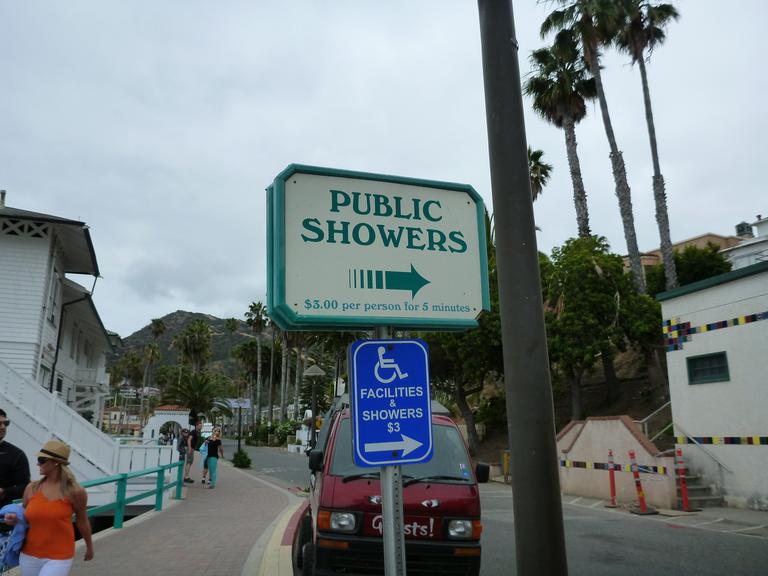 PUBLIC
SHOWERS
$3.00 per person for 5 minutes
FACILITIES
&
SHOWERS
$3